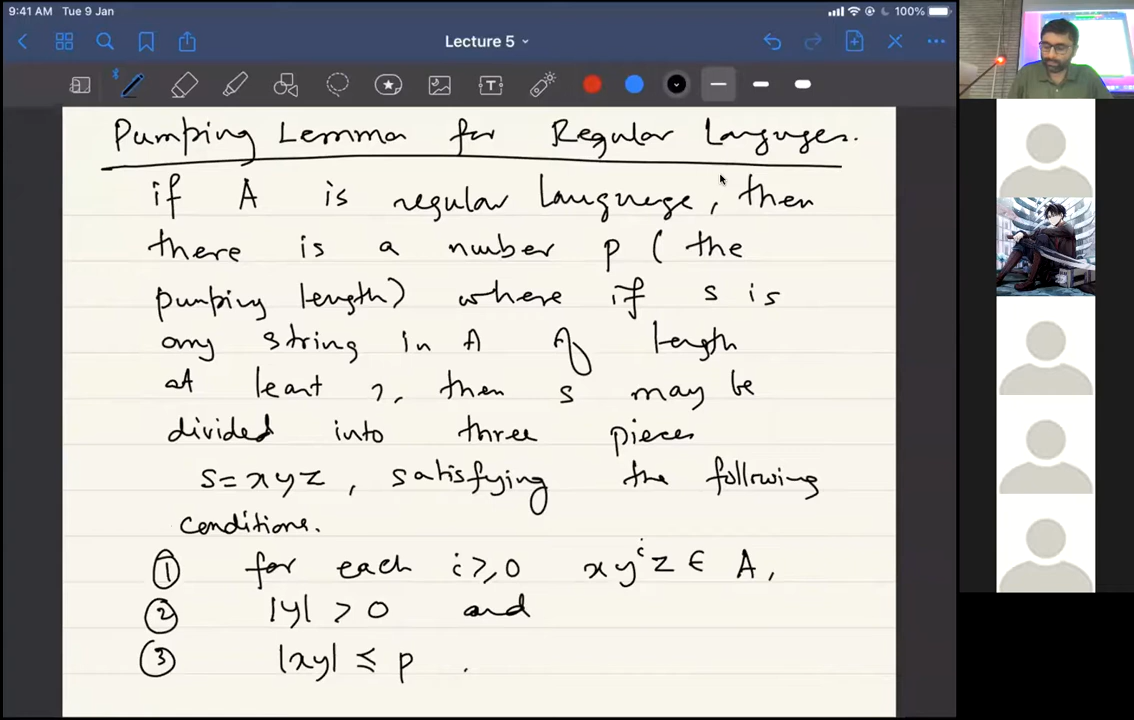 9:41 AM Tue 9 Jan
100%
Lecture 5
Pumping Lemma for Regular Languages.
if A is regular language, then
there is a number p (the
pumping length) where if s is
any string in A of length
at least p, then s may be
divided into three pieces
s=xyz, satisfying the following
conditions.
① for each i≥0 xyⁱz ∈ A,
② |y| > 0 and
③ |xy| ≤ p .